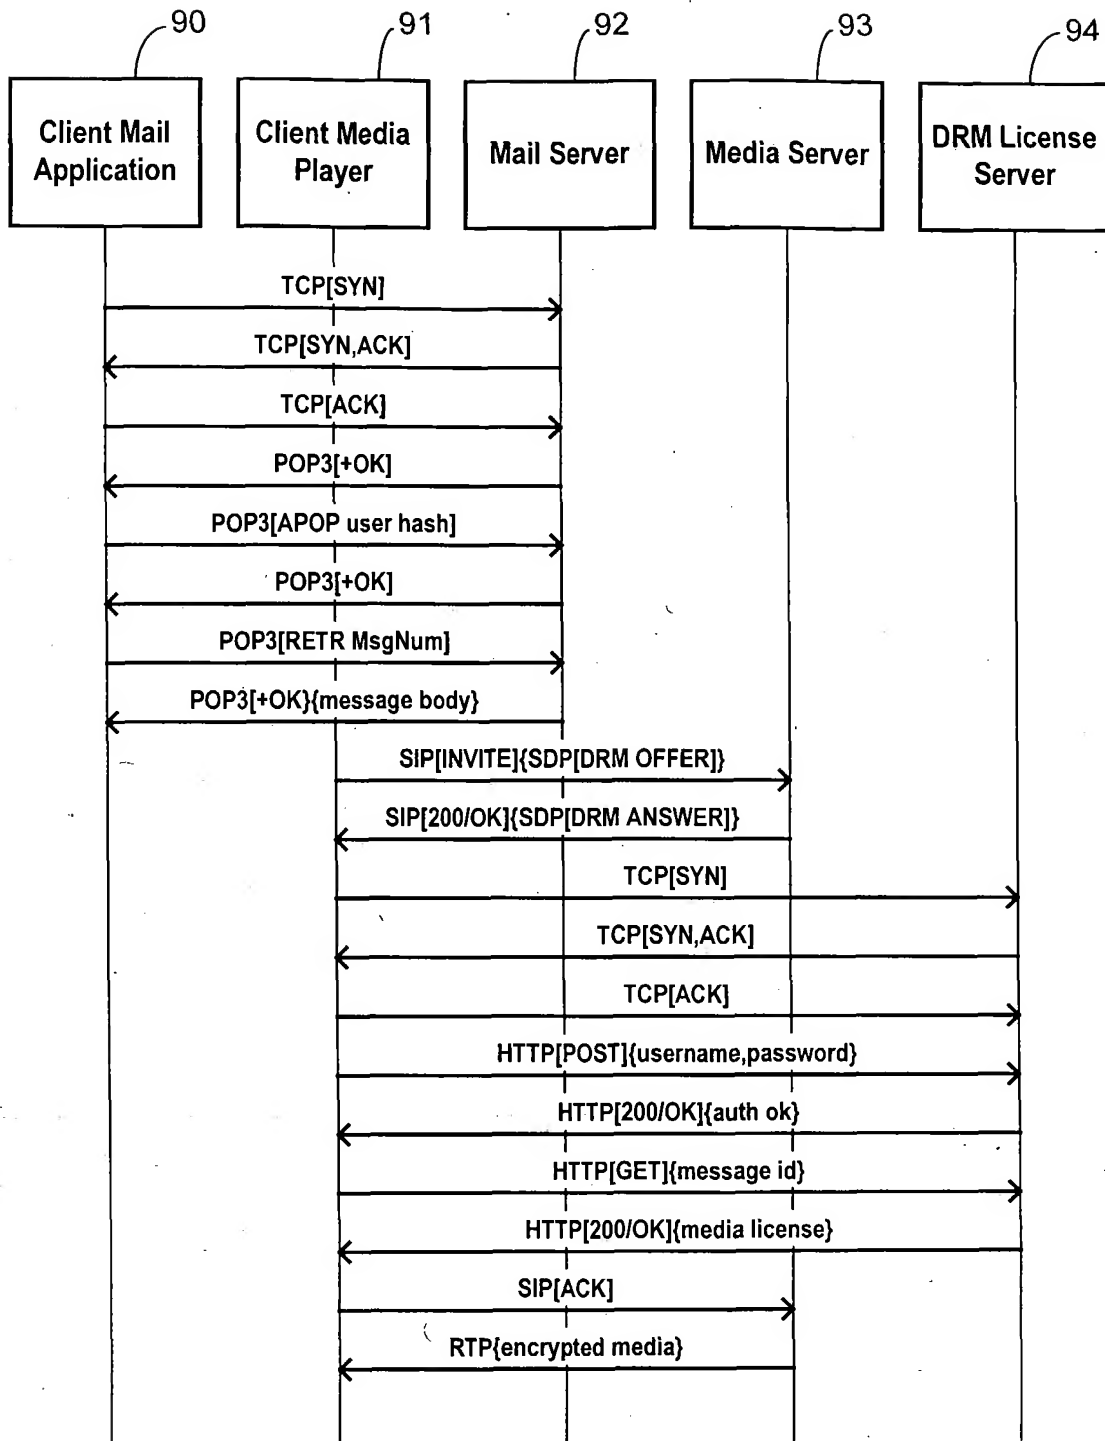 90
91
92
93
94
Client Mail
Application
Client Media
Player
Mail Server
Media Server
DRM License
Server
TCP[SYN]
TCP[SYN,ACK]
TCP[ACK]
POP3[+OK]
POP3[APOP user hash]
POP3[+OK]
POP3[RETR MsgNum]
POP3[+OK}{message body}
SIP[INVITE]{SDP[DRM OFFER]}
SIP[200/OK]{SDP[DRM ANSWER]}
TCP[SYN]
TCP[SYN,ACK]
TCP[ACK]
HTTP[POST]{username,password}
HTTP[200/OK]{auth ok}
HTTP[GET]{message id}
HTTP[200/OK]{media license}
SIP[ACK]
RTP{encrypted media}